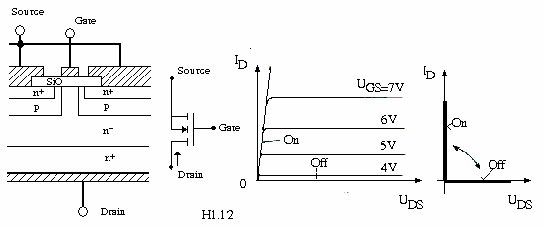 Source
Gate
SiO
n+
n+
p
p
n-
n+
Drain
Source
Gate
Drain
H1.12
I_D
U_GS=7V
6V
On
5V
Off
4V
0
U_DS
I_D
On
Off
U_DS